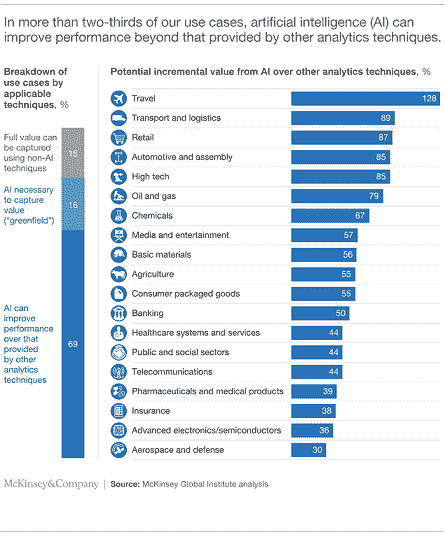 In more than two-thirds of our use cases, artificial intelligence (AI) can
improve performance beyond that provided by other analytics techniques.
Breakdown of
use cases by
applicable
techniques, %
Full value can
be captured
using non-AI
techniques
15
AI necessary to
capture value
(“greenfield”)
16
AI can
improve
performance
over that
provided by
other
analytics
techniques
69
Potential incremental value from AI over other analytics techniques, %
Travel 128
Transport and logistics 89
Retail 87
Automotive and assembly 85
High tech 85
Oil and gas 79
Chemicals 67
Media and entertainment 57
Basic materials 56
Agriculture 55
Consumer packaged goods 55
Banking 50
Healthcare systems and services 44
Public and social sectors 44
Telecommunications 44
Pharmaceuticals and medical products 39
Insurance 38
Advanced electronics/semiconductors 36
Aerospace and defense 30
McKinsey&Company | Source: McKinsey Global Institute analysis